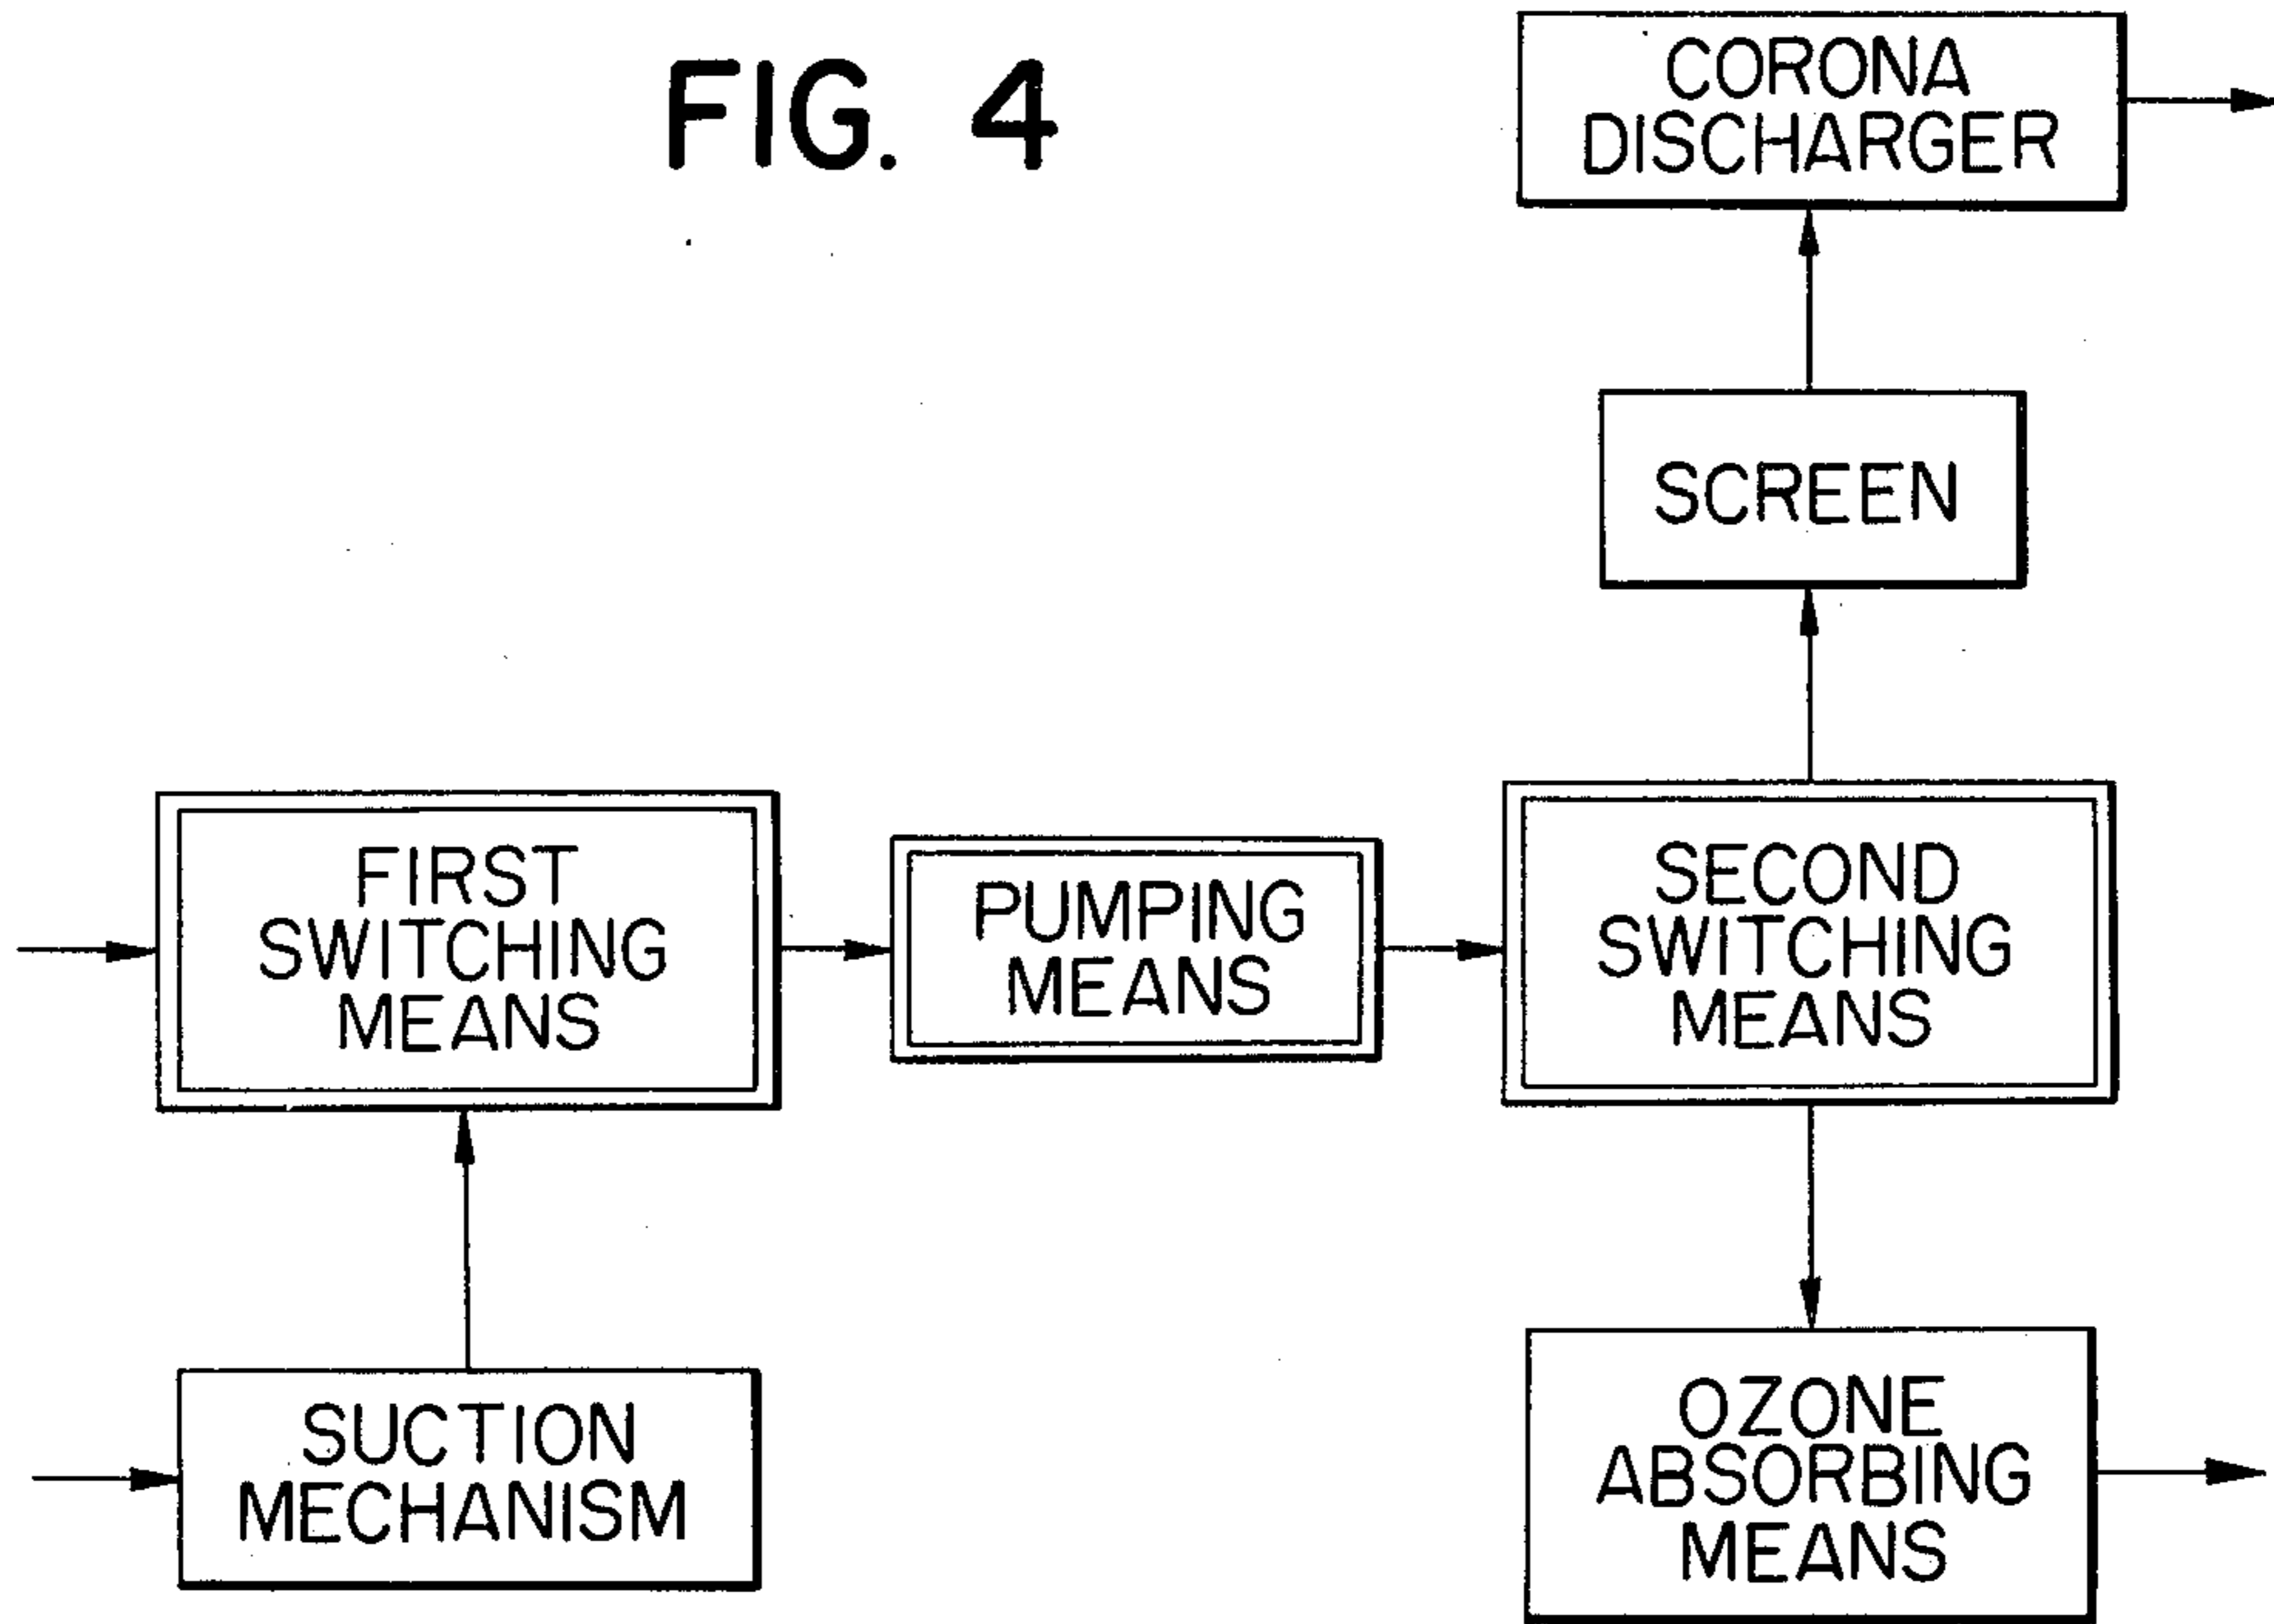 FIG. 4
CORONA
DISCHARGER
SCREEN
FIRST
SWITCHING
MEANS
PUMPING
MEANS
SECOND
SWITCHING
MEANS
SUCTION
MECHANISM
OZONE
ABSORBING
MEANS